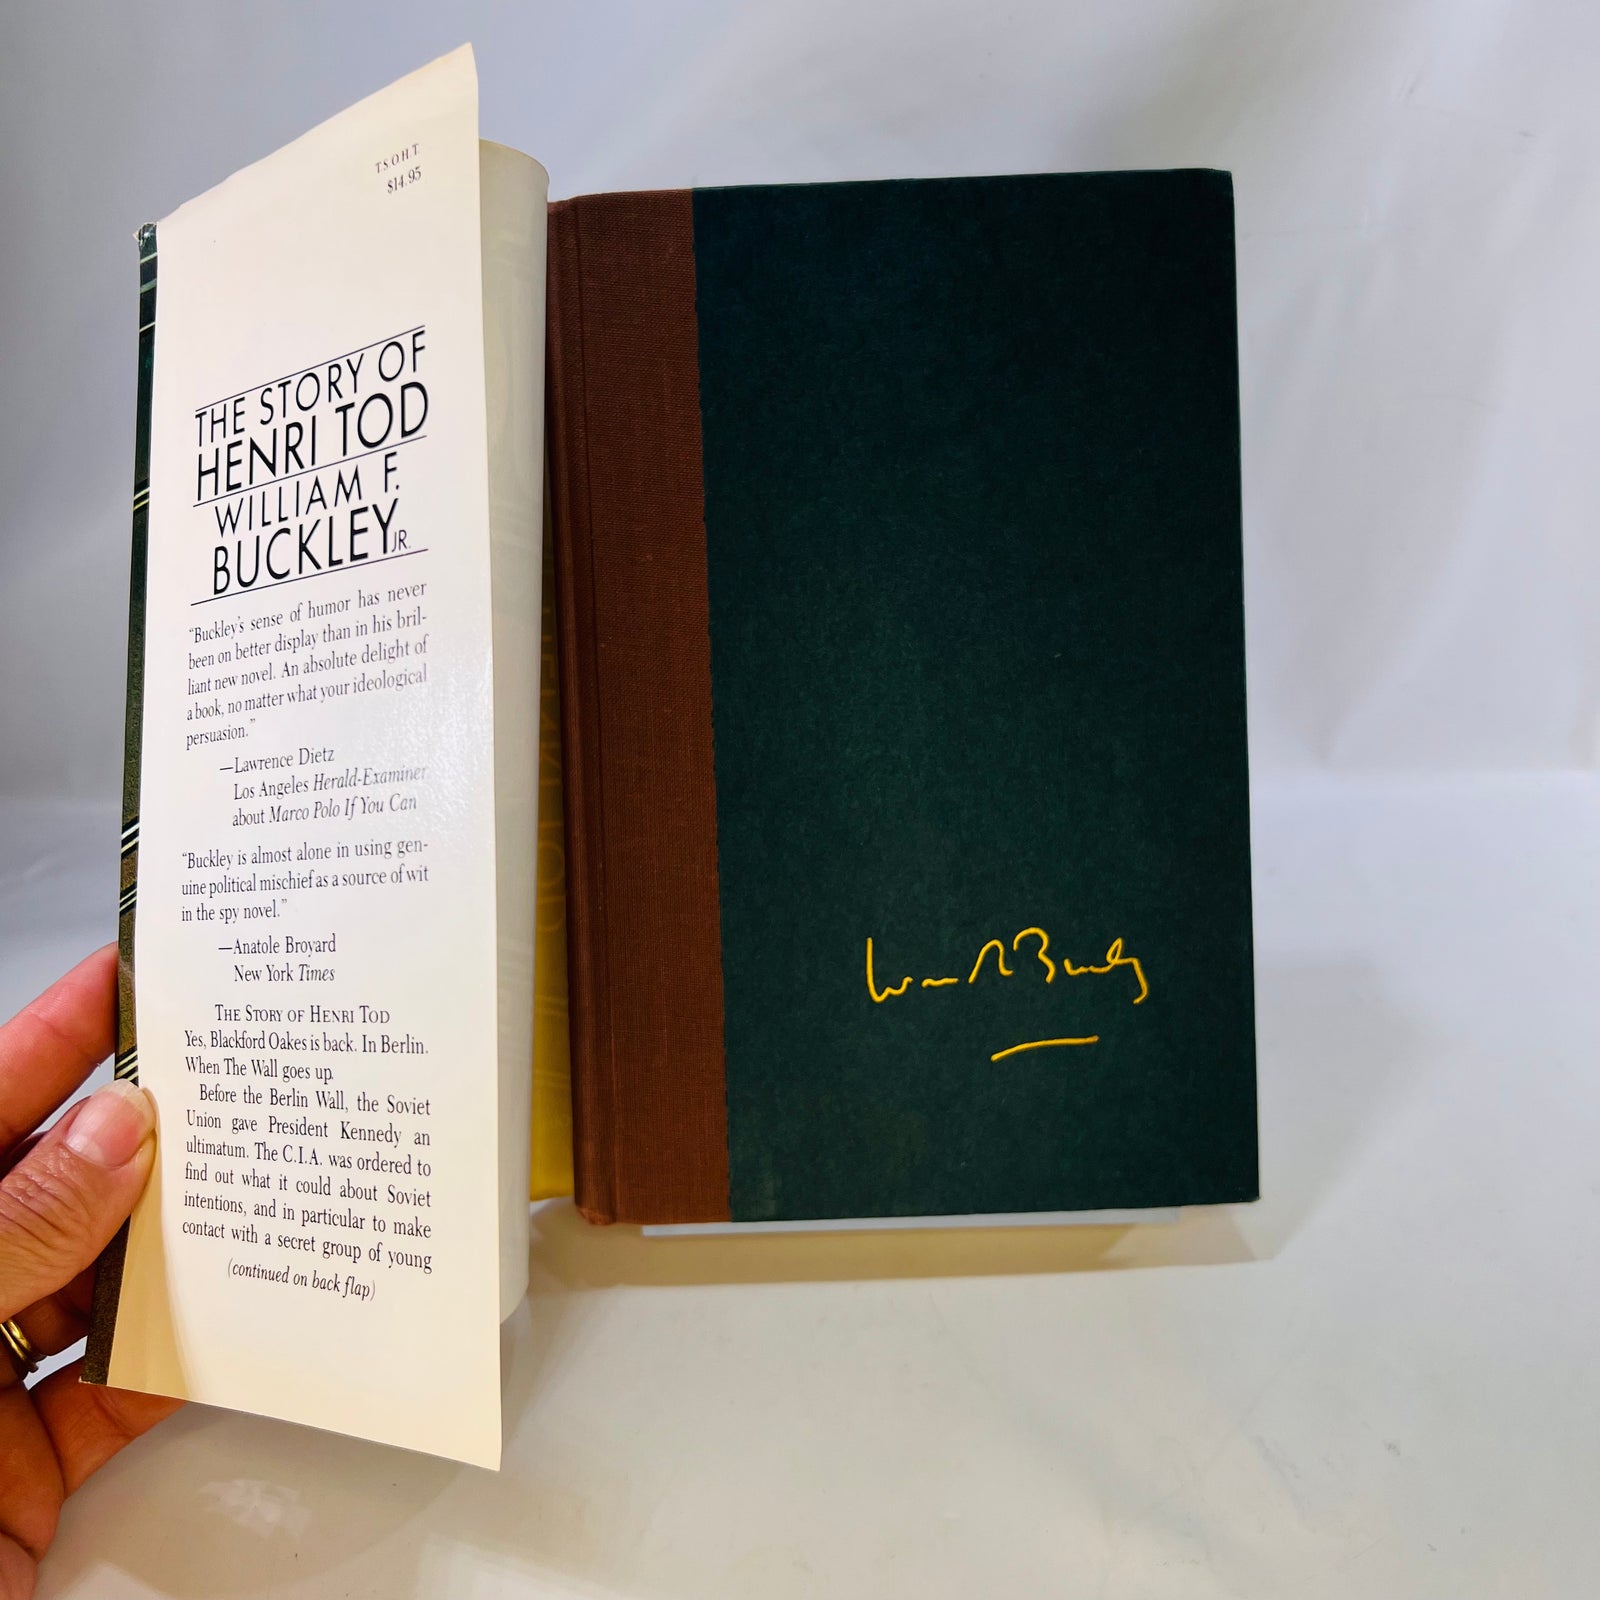 T.S.O.H.T.
$14.95
THE STORY OF
HENRI TOD
WILLIAM F.
BUCKLEY, JR.
“Buckley’s sense of humor has never
been on better display than in his bril-
liant new novel. An absolute delight of
a book, no matter what your ideological
persuasion.”
—Lawrence Dietz
Los Angeles Herald-Examiner
about Marco Polo If You Can
“Buckley is almost alone in using gen-
uine political mischief as a source of wit
in the spy novel.”
—Anatole Broyard
New York Times
THE STORY OF HENRI TOD
Yes, Blackford Oakes is back. In Berlin.
When The Wall goes up.
Before the Berlin Wall, the Soviet
Union gave President Kennedy an
ultimatum. The C.I.A. was ordered to
find out what it could about Soviet
intentions, and in particular to make
contact with a secret group of young
(continued on back flap)